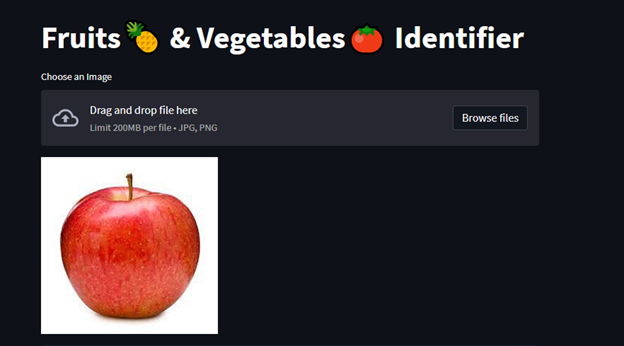 Fruits🍍 & Vegetables🍅 Identifier
Choose an Image
Drag and drop file here
Limit 200MB per file • JPG, PNG
Browse files